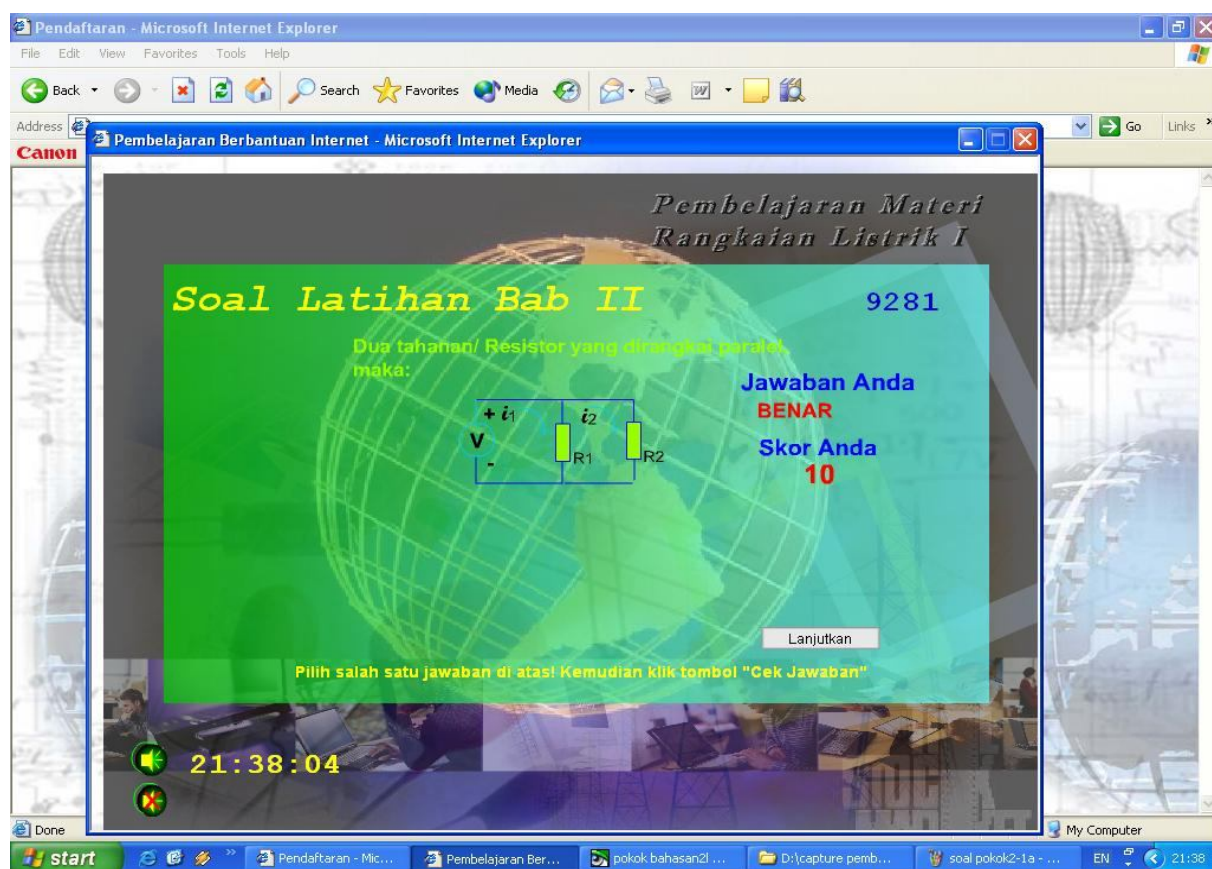 Pendaftaran - Microsoft Internet Explorer
File Edit View Favorites Tools Help
Back Search Favorites Media
Address Go Links
Canon
Pembelajaran Berbantuan Internet - Microsoft Internet Explorer
Pembelajaran Materi
Rangkaian Listrik I
Soal Latihan Bab II
9281
Dua tahanan/ Resistor yang dirangkai paralel,
maka:
Jawaban Anda
BENAR
Skor Anda
10
+ i1 i2
V
- R1 R2
Lanjutkan
Pilih salah satu jawaban di atas! Kemudian klik tombol "Cek Jawaban"
21:38:04
Done My Computer
start Pendaftaran - Mic... Pembelajaran Ber... pokok bahasan2l ... D:\capture pemb... soal pokok2-1a - ... EN 21:38